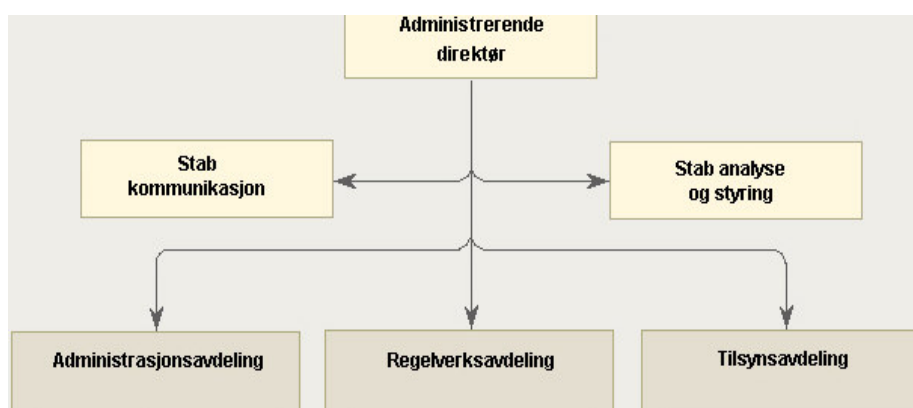 Administrerende
direktør
Stab
kommunikasjon
Stab analyse
og styring
Administrasjonsavdeling
Regelverksavdeling
Tilsynsavdeling